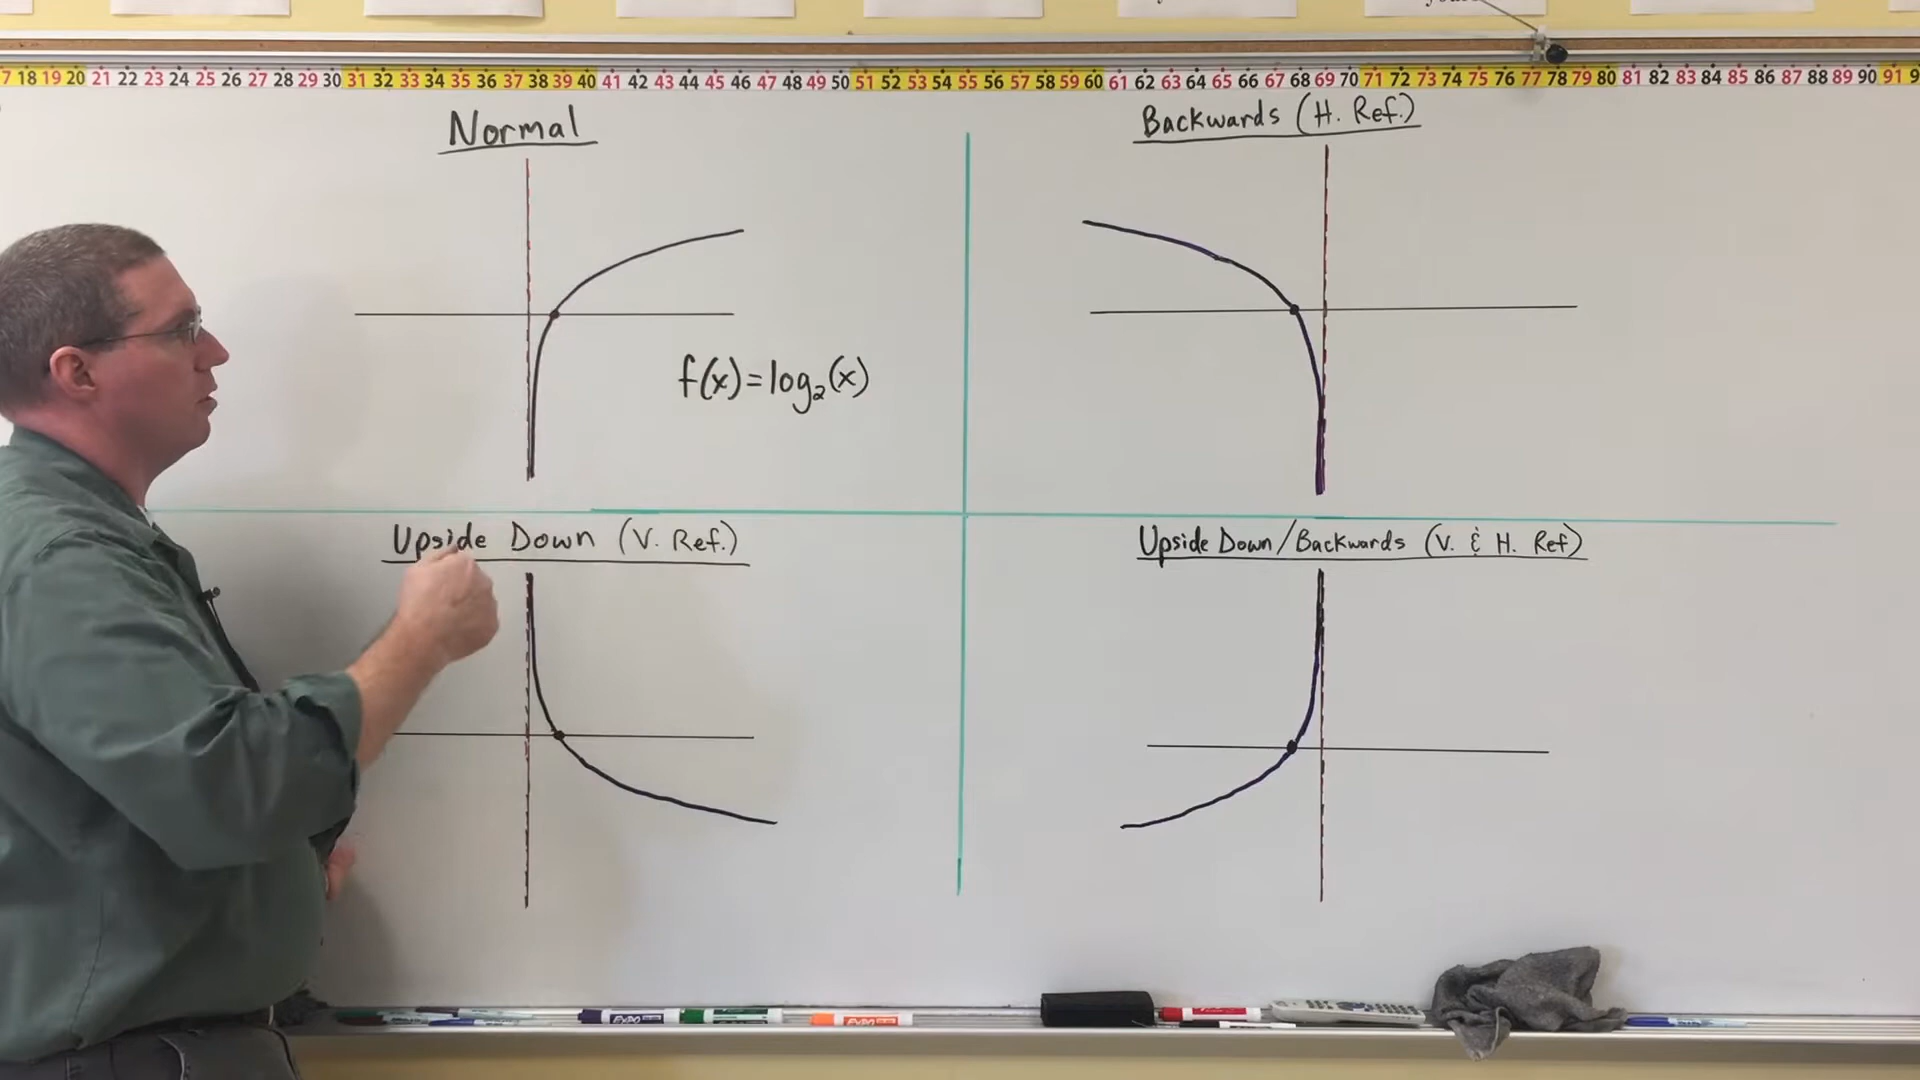 7 18 19 20 21 22 23 24 25 26 27 28 29 30 31 32 33 34 35 36 37 38 39 40 41 42 43 44 45 46 47 48 49 50 51 52 53 54 55 56 57 58 59 60 61 62 63 64 65 66 67 68 69 70 71 72 73 74 75 76 77 78 79 80 81 82 83 84 85 86 87 88 89 90 91 9
Normal
Backwards (H. Ref.)
f(x)=log₂(x)
Upside Down (V. Ref.)
Upside Down/Backwards (V. & H. Ref)
EXPO
EXPO